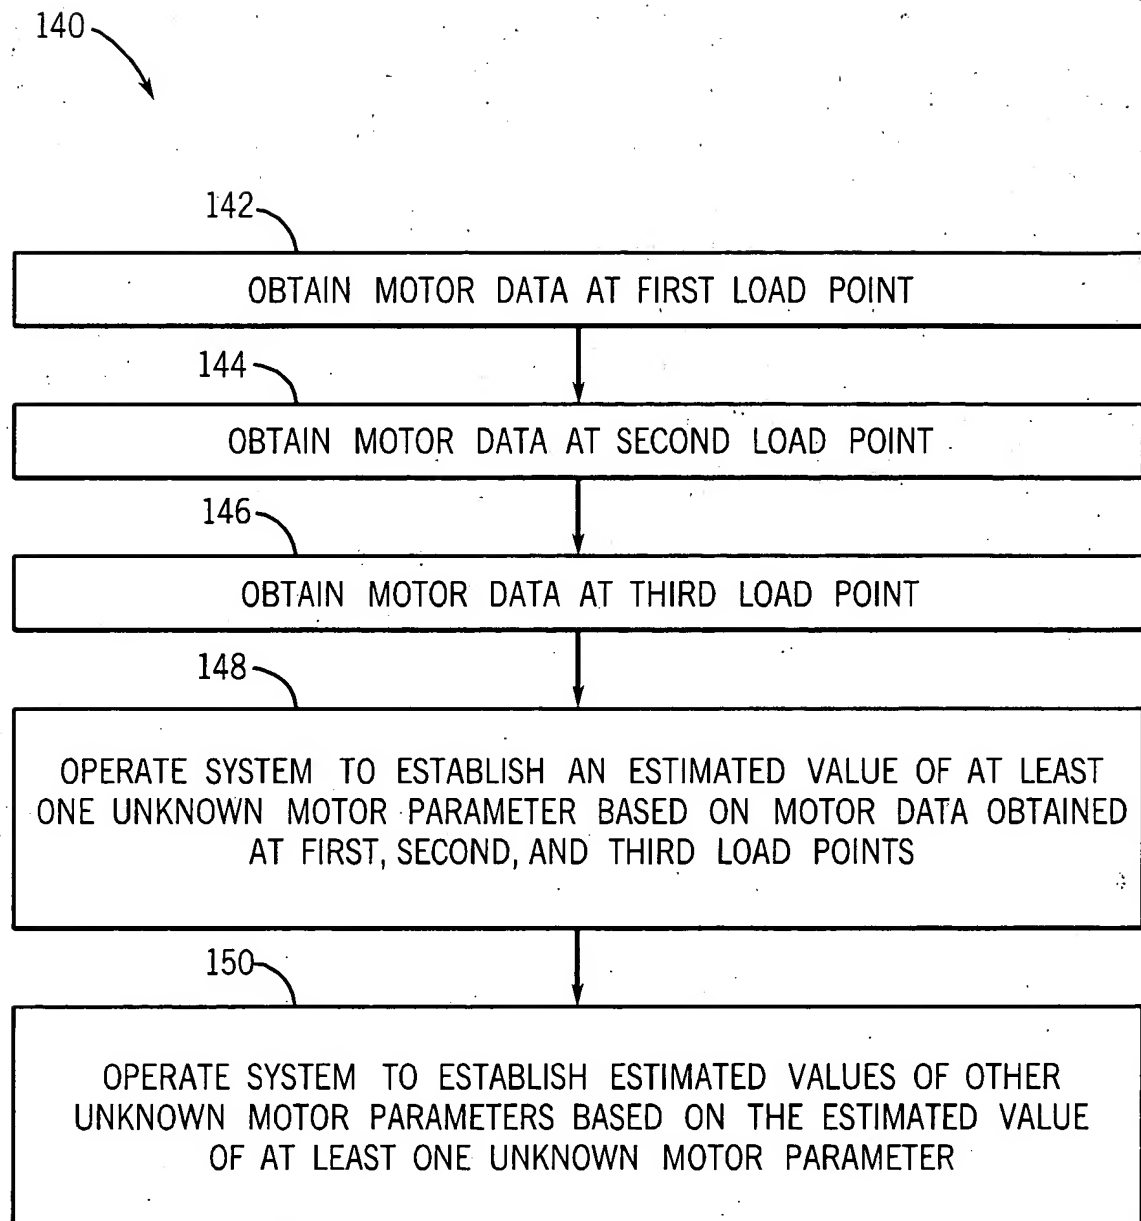 140
142
OBTAIN MOTOR DATA AT FIRST LOAD POINT
144
OBTAIN MOTOR DATA AT SECOND LOAD POINT
146
OBTAIN MOTOR DATA AT THIRD LOAD POINT
148
OPERATE SYSTEM TO ESTABLISH AN ESTIMATED VALUE OF AT LEAST
ONE UNKNOWN MOTOR PARAMETER BASED ON MOTOR DATA OBTAINED
AT FIRST, SECOND, AND THIRD LOAD POINTS
150
OPERATE SYSTEM TO ESTABLISH ESTIMATED VALUES OF OTHER
UNKNOWN MOTOR PARAMETERS BASED ON THE ESTIMATED VALUE
OF AT LEAST ONE UNKNOWN MOTOR PARAMETER